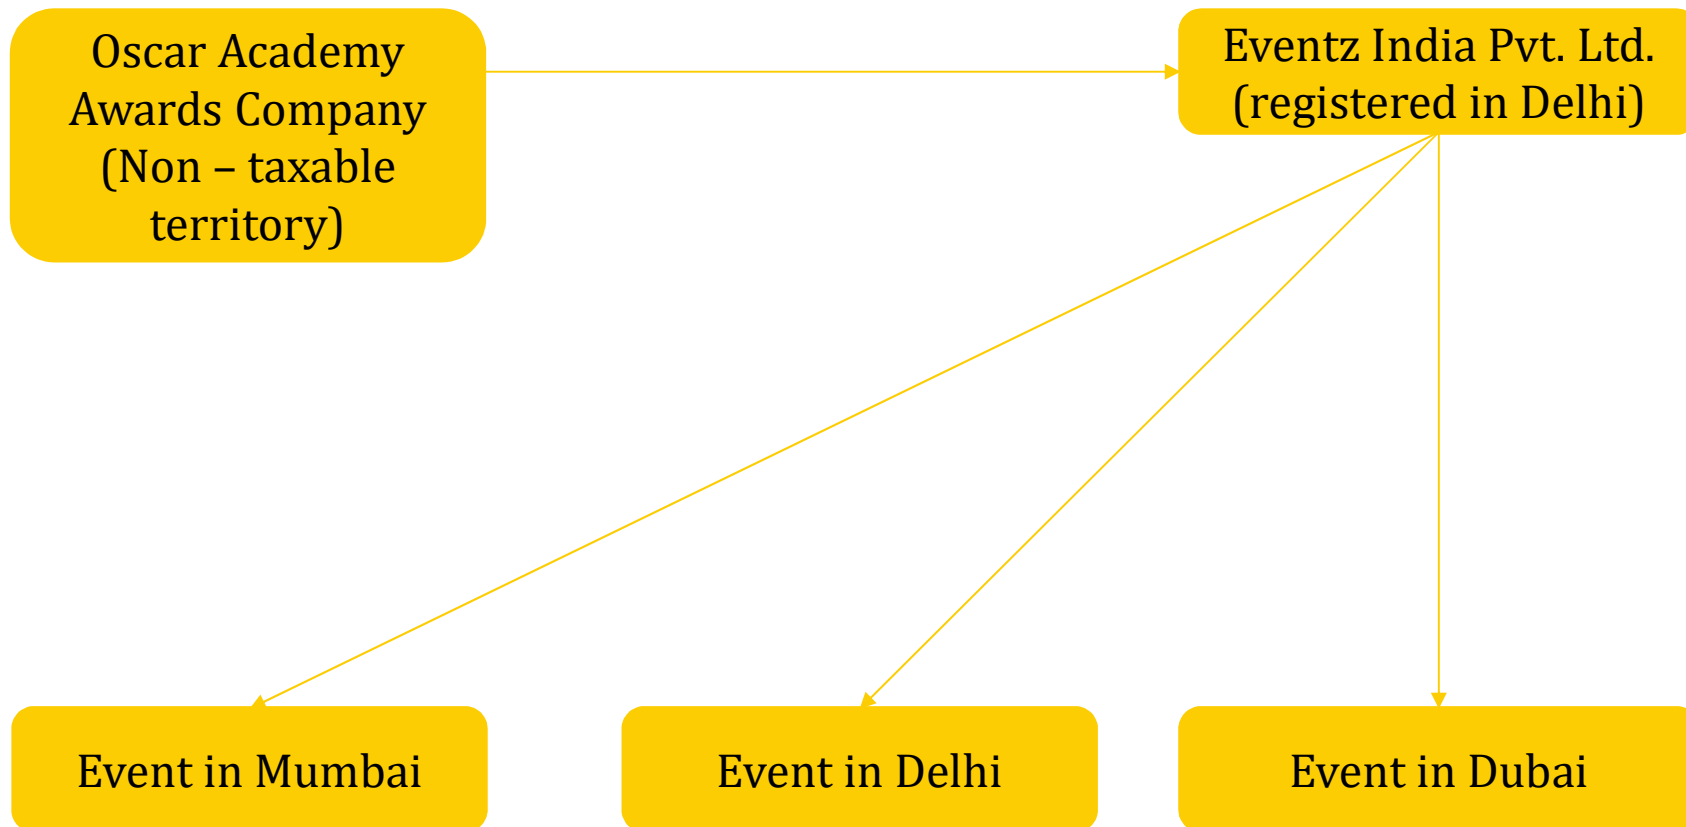 Oscar Academy
Awards Company
(Non – taxable
territory)
Eventz India Pvt. Ltd.
(registered in Delhi)
Event in Mumbai
Event in Delhi
Event in Dubai